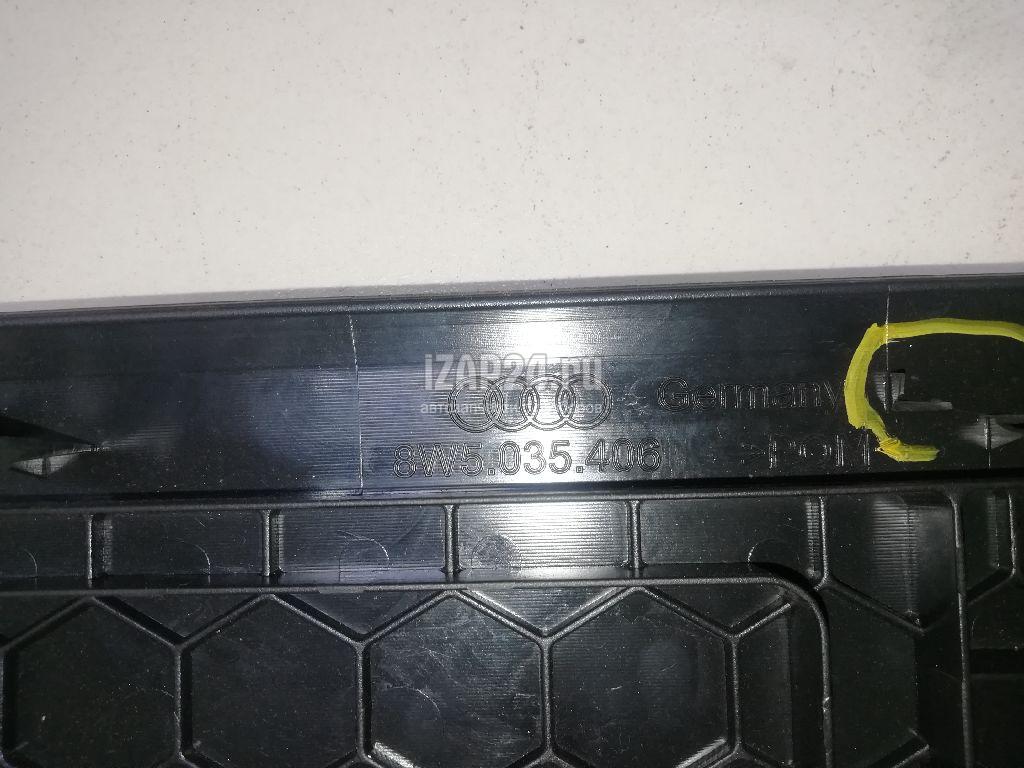 iZAP24.ru
Germany
8W5.035.406
>POM